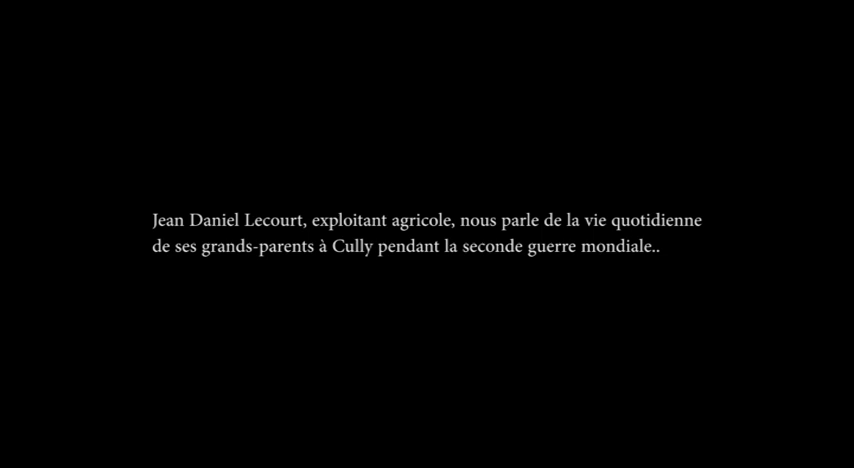 Jean Daniel Lecourt, exploitant agricole, nous parle de la vie quotidienne
de ses grands-parents à Cully pendant la seconde guerre mondiale..